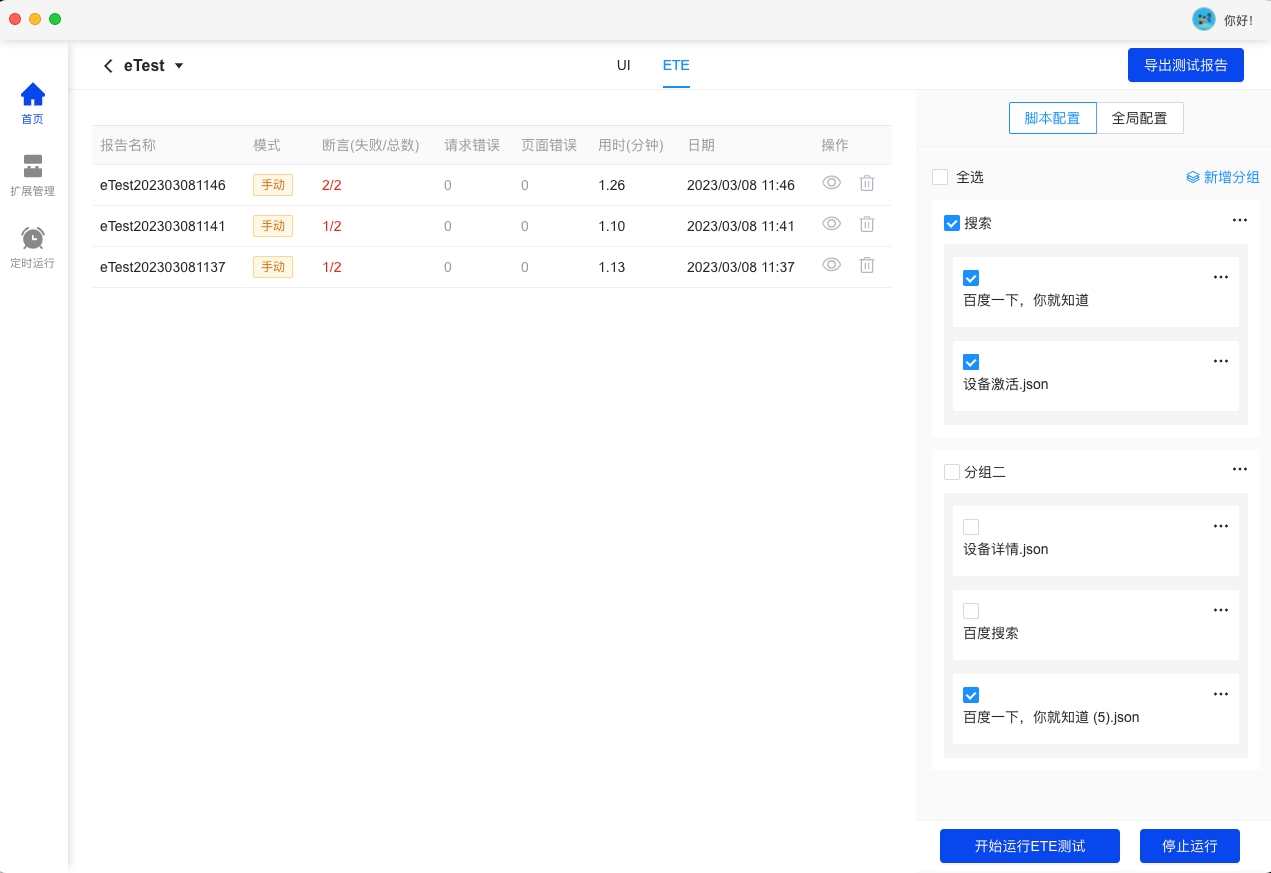 你好!
eTest
UI
ETE
导出测试报告
首页
扩展管理
定时运行
报告名称 模式 断言(失败/总数) 请求错误 页面错误 用时(分钟) 日期 操作
eTest202303081146 手动 2/2 0 0 1.26 2023/03/08 11:46
eTest202303081141 手动 1/2 0 0 1.10 2023/03/08 11:41
eTest202303081137 手动 1/2 0 0 1.13 2023/03/08 11:37
脚本配置 全局配置
全选 新增分组
搜索
百度一下，你就知道
设备激活.json
分组二
设备详情.json
百度搜索
百度一下，你就知道 (5).json
开始运行ETE测试 停止运行